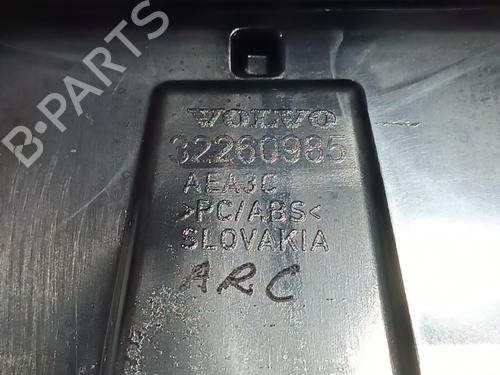 VOLVO
32260985
AEA3C
>PC/ABS<
SLOVAKIA
ARC
B-PARTS